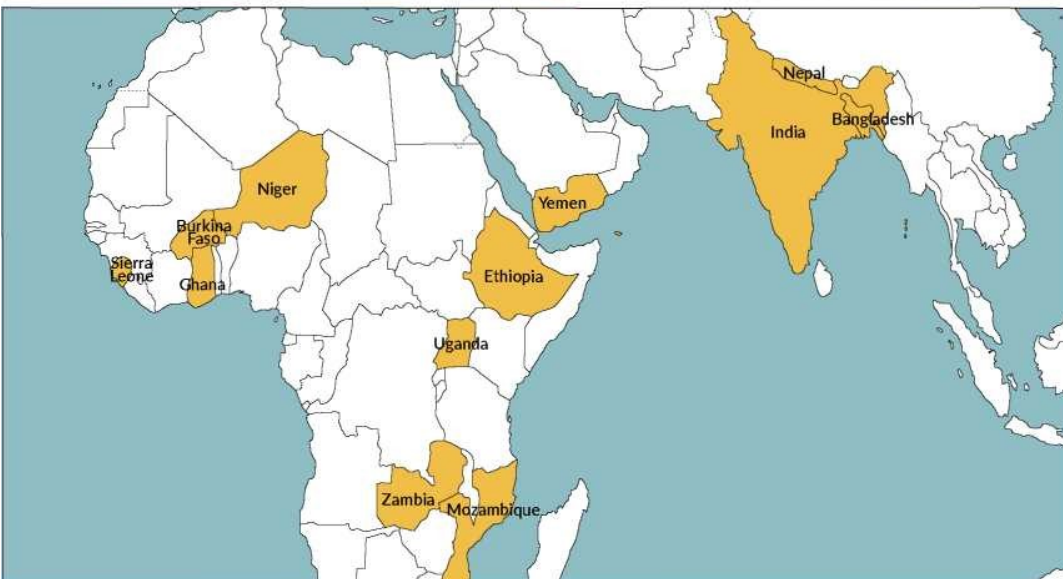 Nepal
Bangladesh
India
Niger
Yemen
Burkina
Faso
Sierra
Leone
Ghana
Ethiopia
Uganda
Zambia
Mozambique